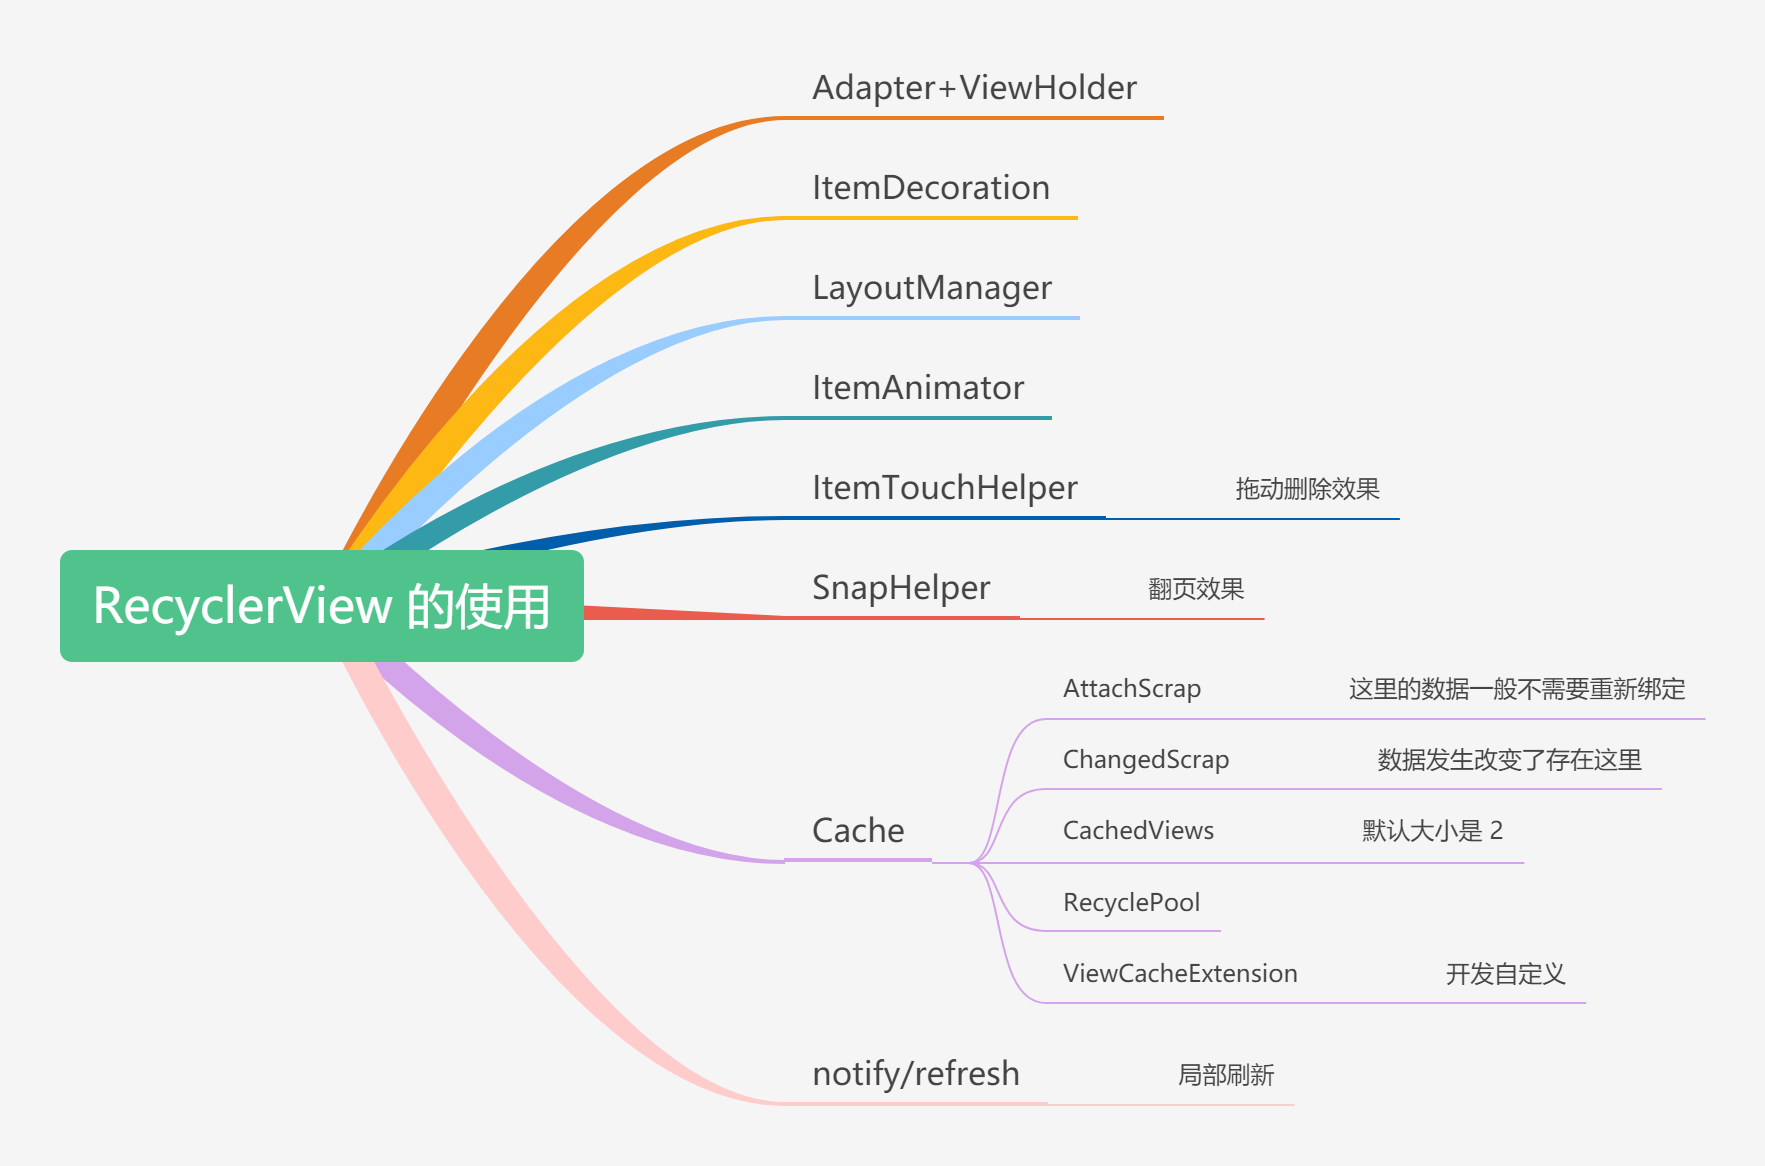 Adapter+ViewHolder
ItemDecoration
LayoutManager
ItemAnimator
ItemTouchHelper 拖动删除效果
RecyclerView 的使用
SnapHelper 翻页效果
AttachScrap 这里的数据一般不需要重新绑定
ChangedScrap 数据发生改变了存在这里
Cache
CachedViews 默认大小是 2
RecyclePool
ViewCacheExtension 开发自定义
notify/refresh 局部刷新